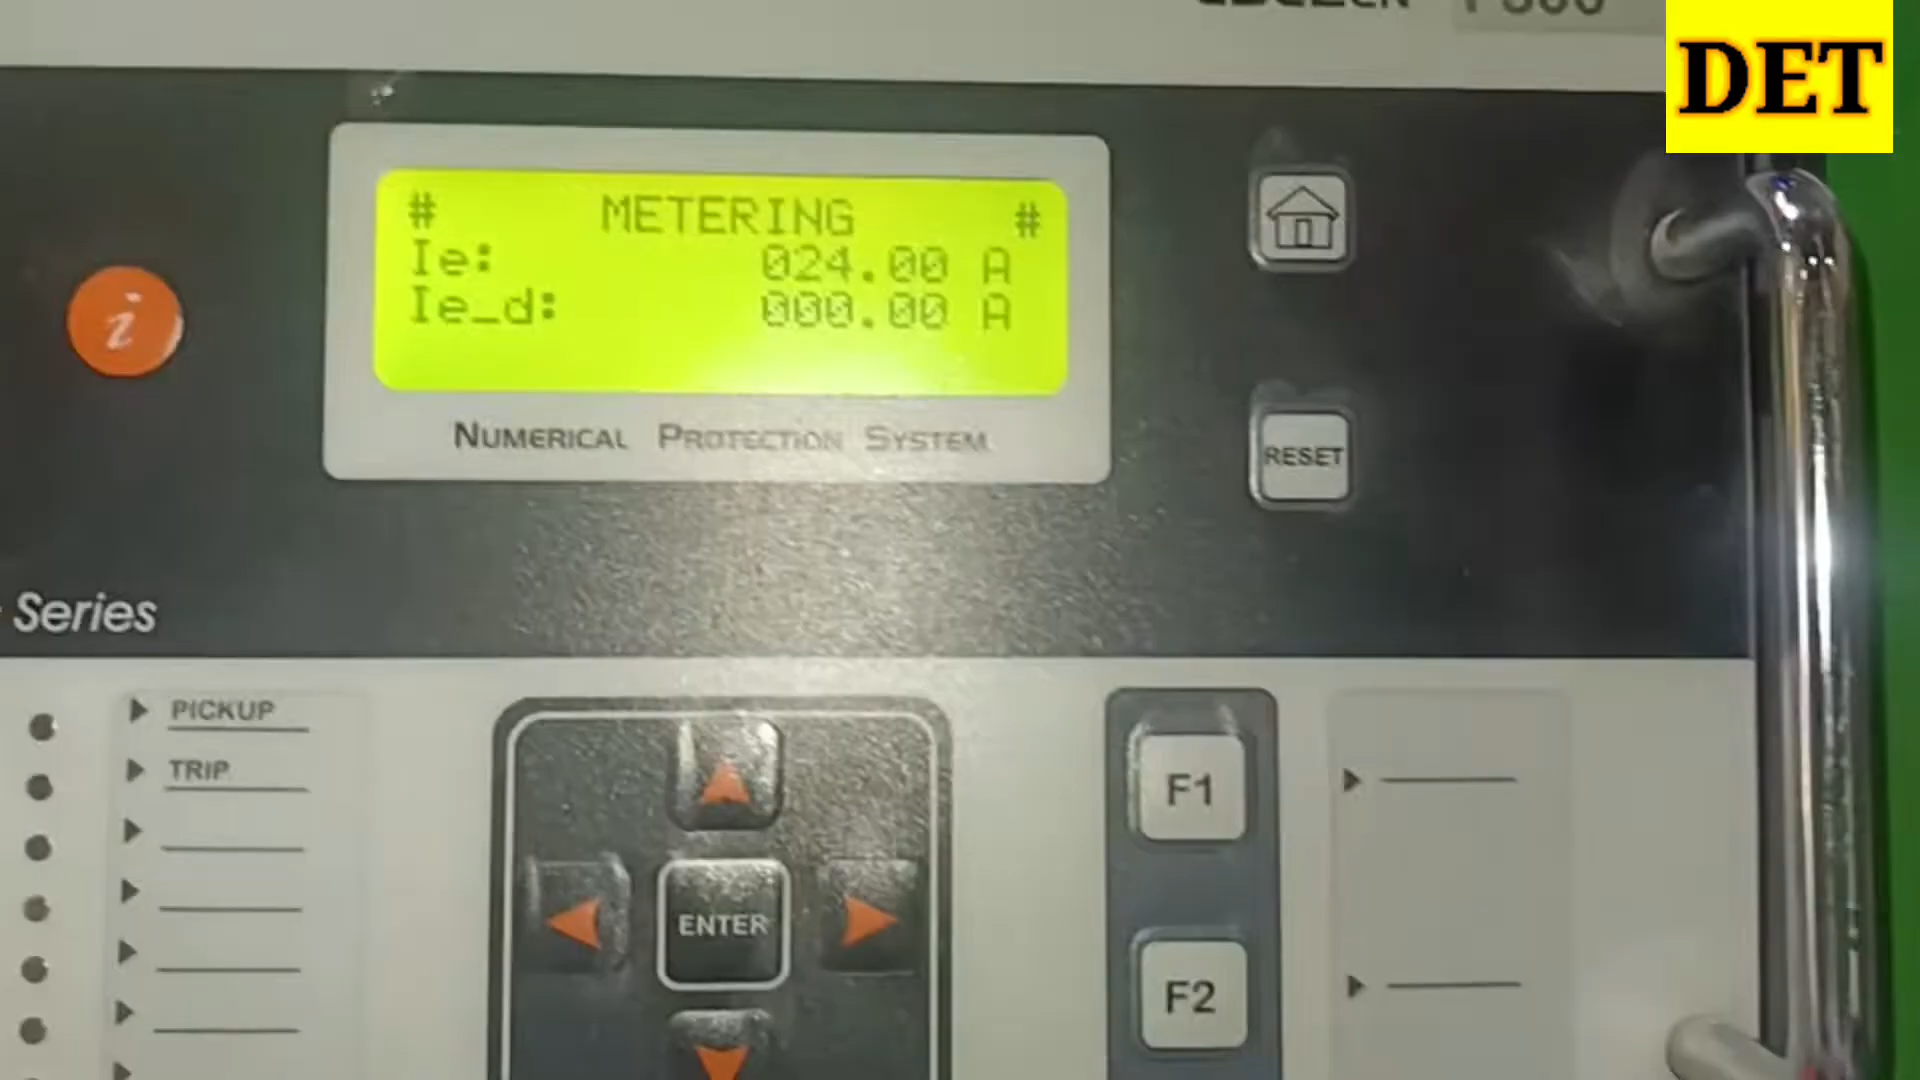 DET
# METERING #
Ie: 024.00 A
Ie_d: 000.00 A
NUMERICAL PROTECTION SYSTEM
i
RESET
Series
PICKUP
TRIP
ENTER
F1
F2